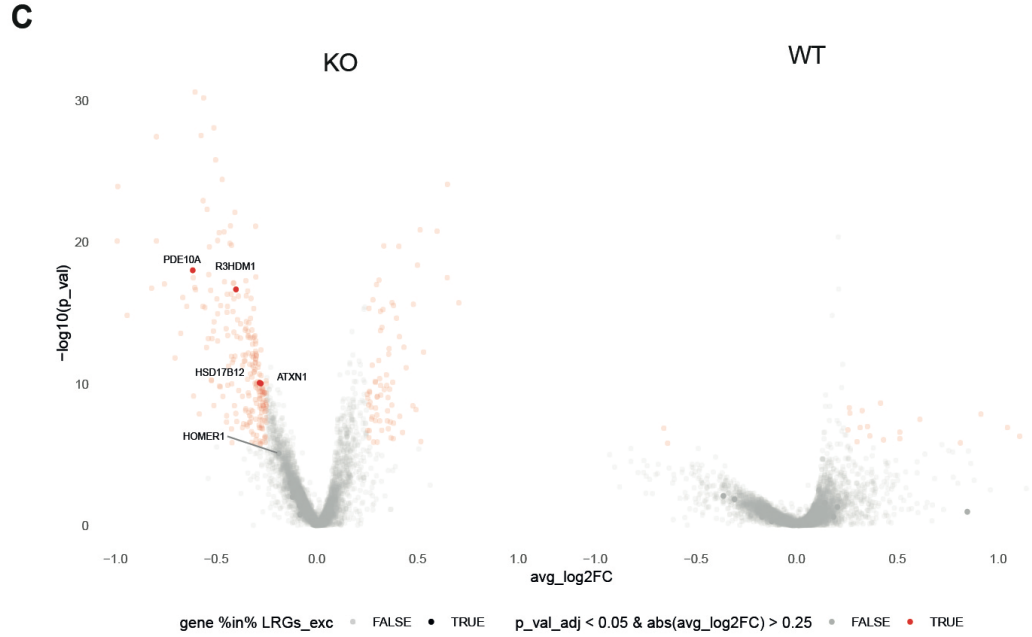 C
KO
WT
30
20
10
0
−log10(p_val)
PDE10A
R3HDM1
HSD17B12
ATXN1
HOMER1
−1.0 −0.5 0.0 0.5 1.0 −1.0 −0.5 0.0 0.5 1.0
avg_log2FC
gene %in% LRGs_exc FALSE TRUE p_val_adj < 0.05 & abs(avg_log2FC) > 0.25 FALSE TRUE